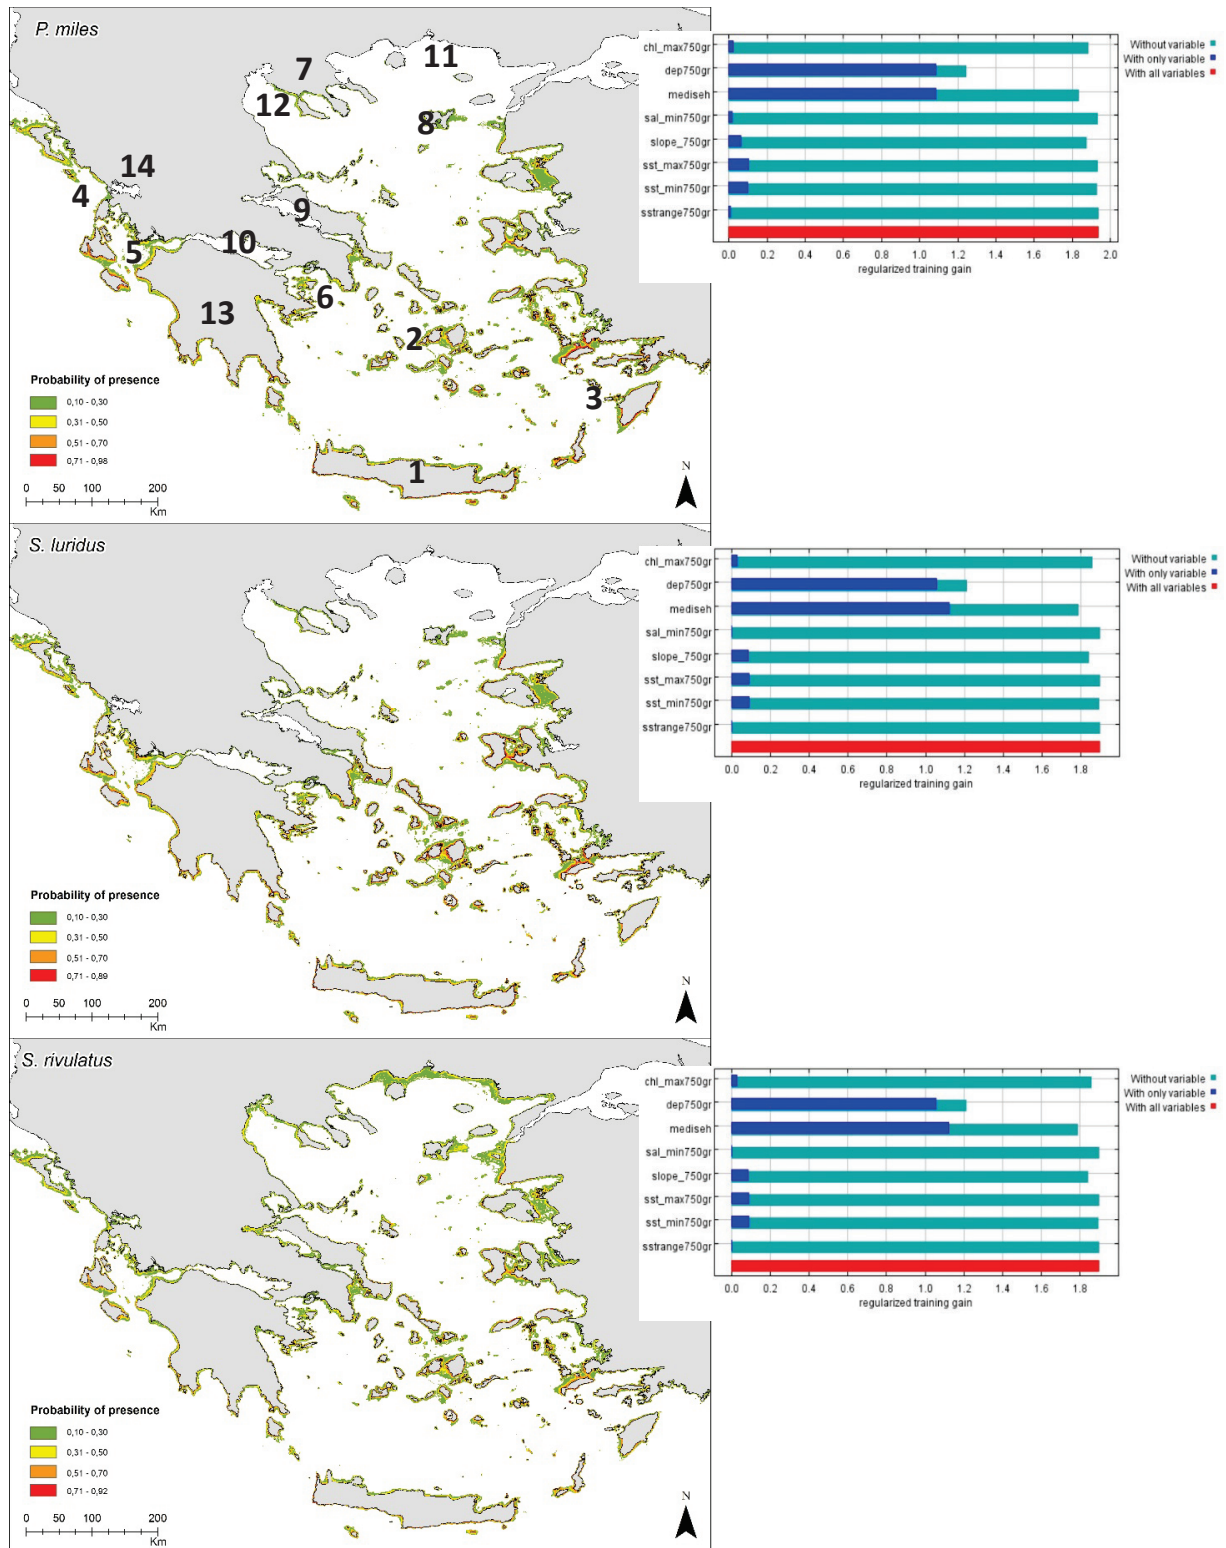 P. miles
11
7
12
8
14
4
9
10
5
6
13
2
3
1
Probability of presence
0,10 - 0,30
0,31 - 0,50
0,51 - 0,70
0,71 - 0,98
0 50 100 200
Km
N
chl_max750gr
dep750gr
mediseh
sal_min750gr
slope_750gr
sst_max750gr
sst_min750gr
sstrange750gr
0.0 0.2 0.4 0.6 0.8 1.0 1.2 1.4 1.6 1.8 2.0
regularized training gain
Without variable
With only variable
With all variables
S. luridus
Probability of presence
0,10 - 0,30
0,31 - 0,50
0,51 - 0,70
0,71 - 0,89
0 50 100 200
Km
N
chl_max750gr
dep750gr
mediseh
sal_min750gr
slope_750gr
sst_max750gr
sst_min750gr
sstrange750gr
0.0 0.2 0.4 0.6 0.8 1.0 1.2 1.4 1.6 1.8
regularized training gain
Without variable
With only variable
With all variables
S. rivulatus
Probability of presence
0,10 - 0,30
0,31 - 0,50
0,51 - 0,70
0,71 - 0,92
0 50 100 200
Km
N
chl_max750gr
dep750gr
mediseh
sal_min750gr
slope_750gr
sst_max750gr
sst_min750gr
sstrange750gr
0.0 0.2 0.4 0.6 0.8 1.0 1.2 1.4 1.6 1.8
regularized training gain
Without variable
With only variable
With all variables